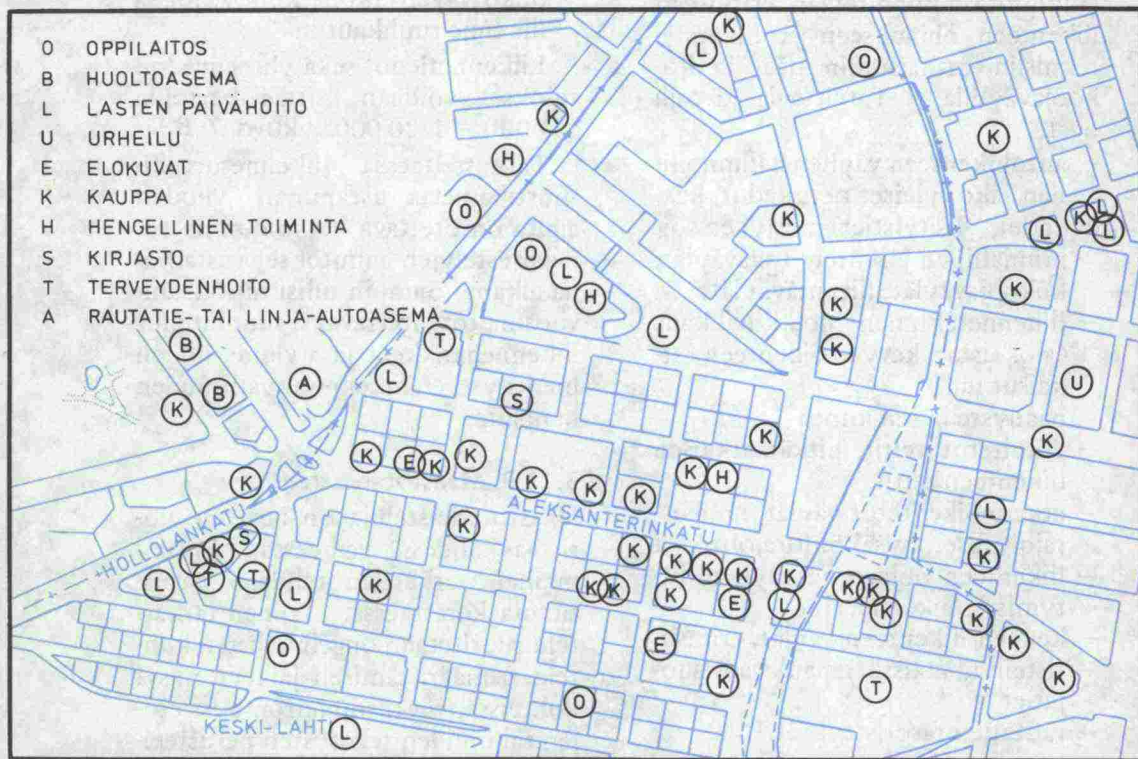 O OPPILAITOS
B HUOLTOASEMA
L LASTEN PÄIVÄHOITO
U URHEILU
E ELOKUVAT
K KAUPPA
H HENGELLINEN TOIMINTA
S KIRJASTO
T TERVEYDENHOITO
A RAUTATIE- TAI LINJA-AUTOASEMA
K
L
O
K
K
H
L
O
K
K L
L
O
L
K
H
K
L
T
B
K
L
A
U
B
S
K
K
K
K
E K
K H
K
K
K
K
ALEKSANTERINKATU
L
K
S
HOLLOLANKATU
K
K
L
K
K
K
K
T
T
L
L
K
K K
K
K
K
K
E
L
K
K
K
O
E
K
K
O
K
T
KESKI-LAHTI
L